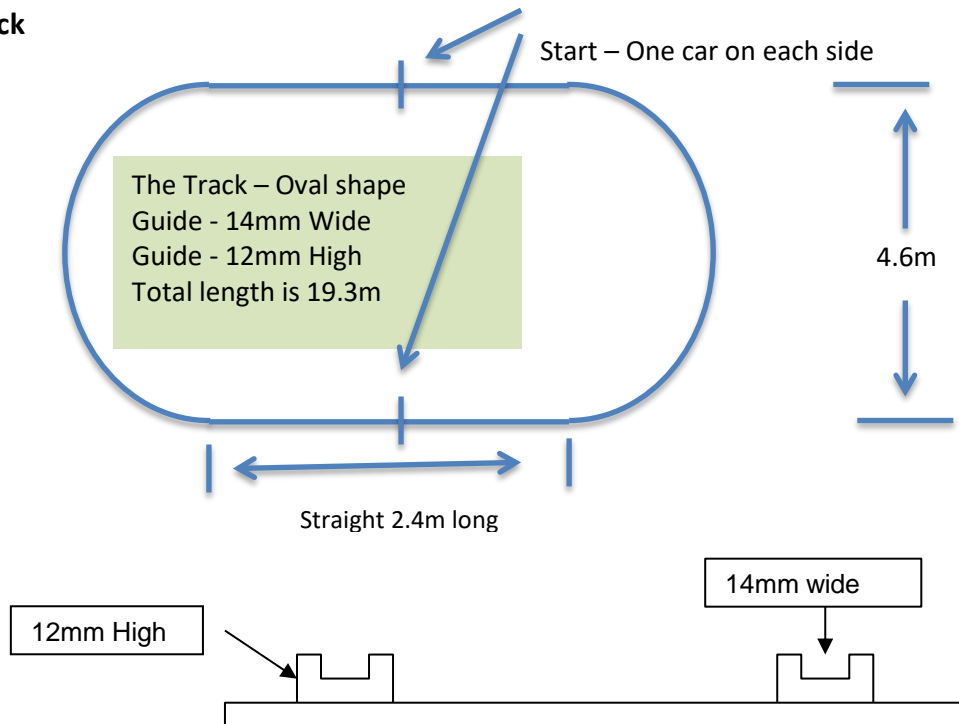 ck
Start – One car on each side
The Track – Oval shape
Guide - 14mm Wide
Guide - 12mm High
Total length is 19.3m
4.6m
Straight 2.4m long
14mm wide
12mm High